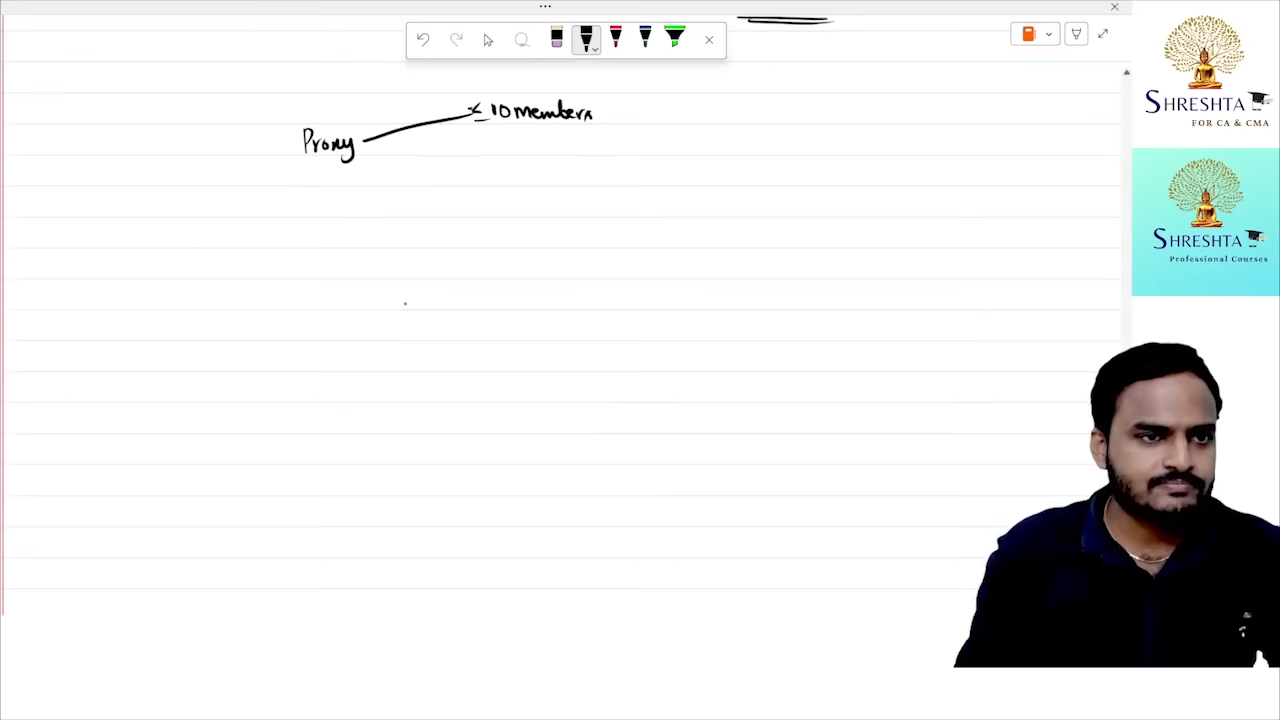 ≤ 10 members
Proxy
SHRESHTA
FOR CA & CMA
SHRESHTA
Professional Courses